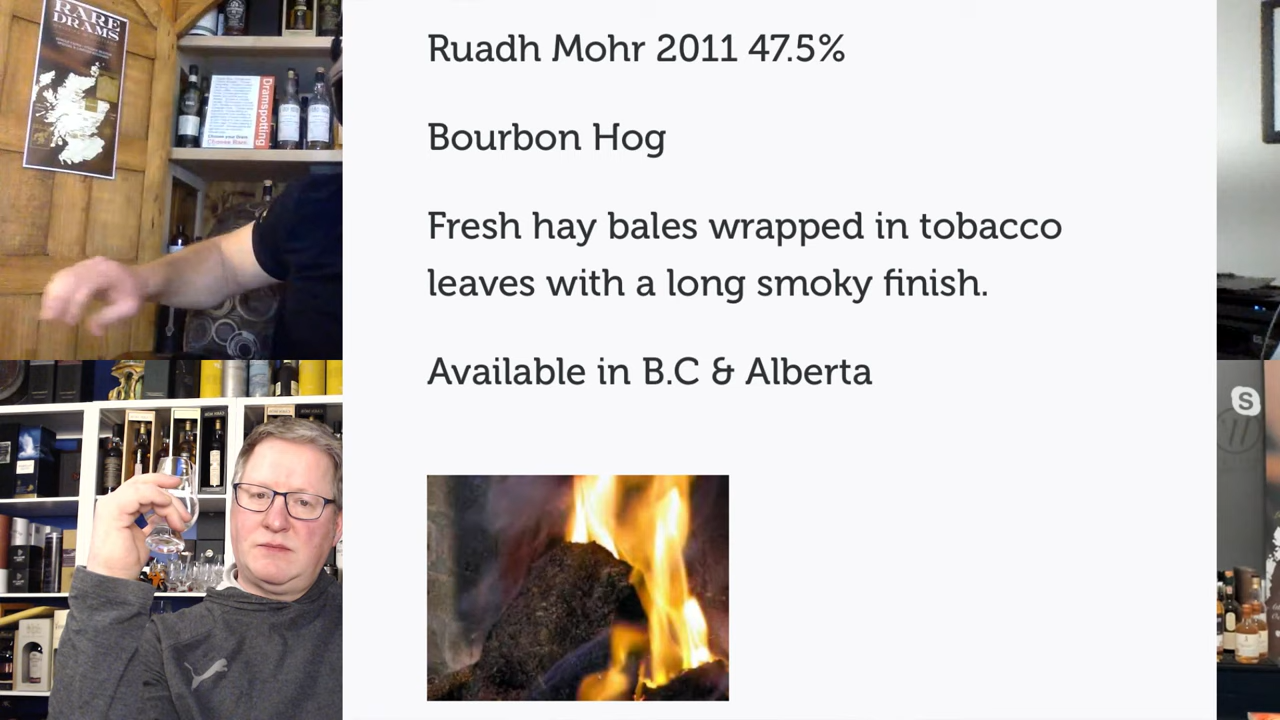 RARE
DRAMS
Dramspotting
Ruadh Mohr 2011 47.5%
Bourbon Hog
Fresh hay bales wrapped in tobacco
leaves with a long smoky finish.
Available in B.C & Alberta
S